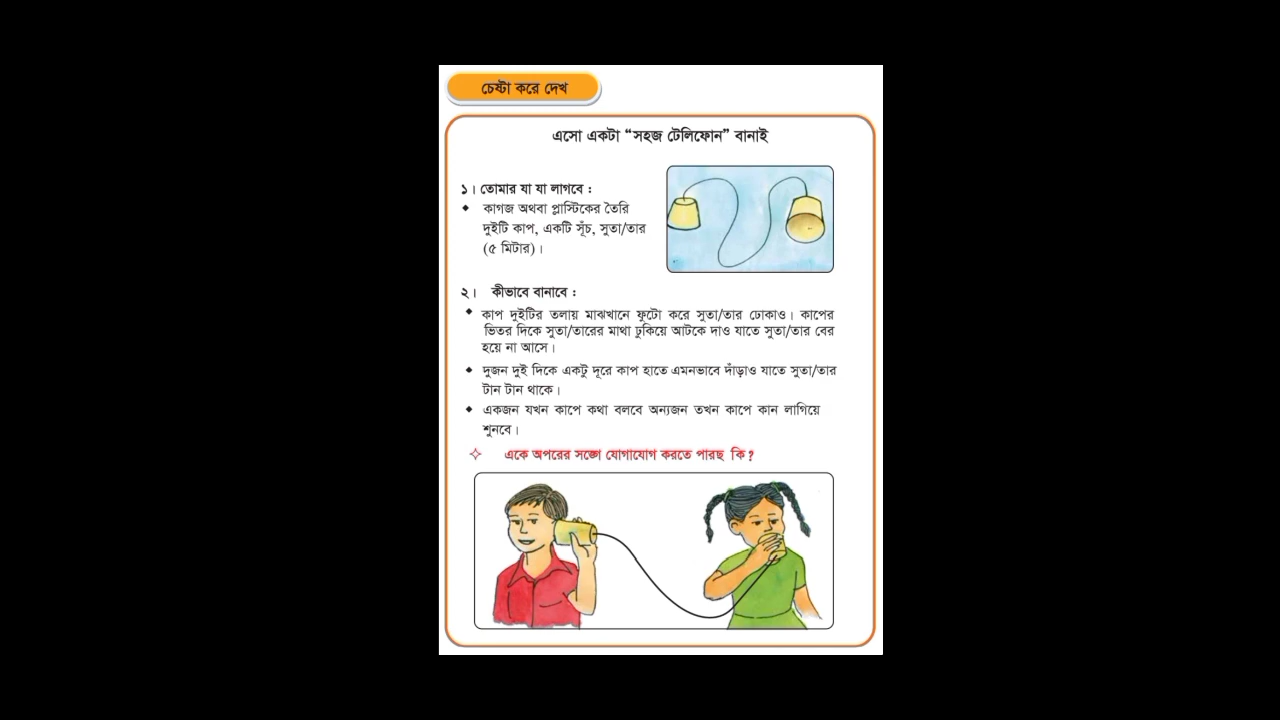 চেষ্টা করে দেখ
এসো একটা “সহজ টেলিফোন” বানাই
১। তোমার যা যা লাগবে :
◆ কাগজ অথবা প্লাস্টিকের তৈরি
দুইটি কাপ, একটি সূঁচ, সুতা/তার
(৫ মিটার)।
২। কীভাবে বানাবে :
◆ কাপ দুইটির তলায় মাঝখানে ফুটো করে সুতা/তার ঢোকাও। কাপের
ভিতর দিকে সুতা/তারের মাথা ঢুকিয়ে আটকে দাও যাতে সুতা/তার বের
হয়ে না আসে।
◆ দুজন দুই দিকে একটু দূরে কাপ হাতে এমনভাবে দাঁড়াও যাতে সুতা/তার
টান টান থাকে।
◆ একজন যখন কাপে কথা বলবে অন্যজন তখন কাপে কান লাগিয়ে
শুনবে।
✧ একে অপরের সঙ্গে যোগাযোগ করতে পারছ কি?